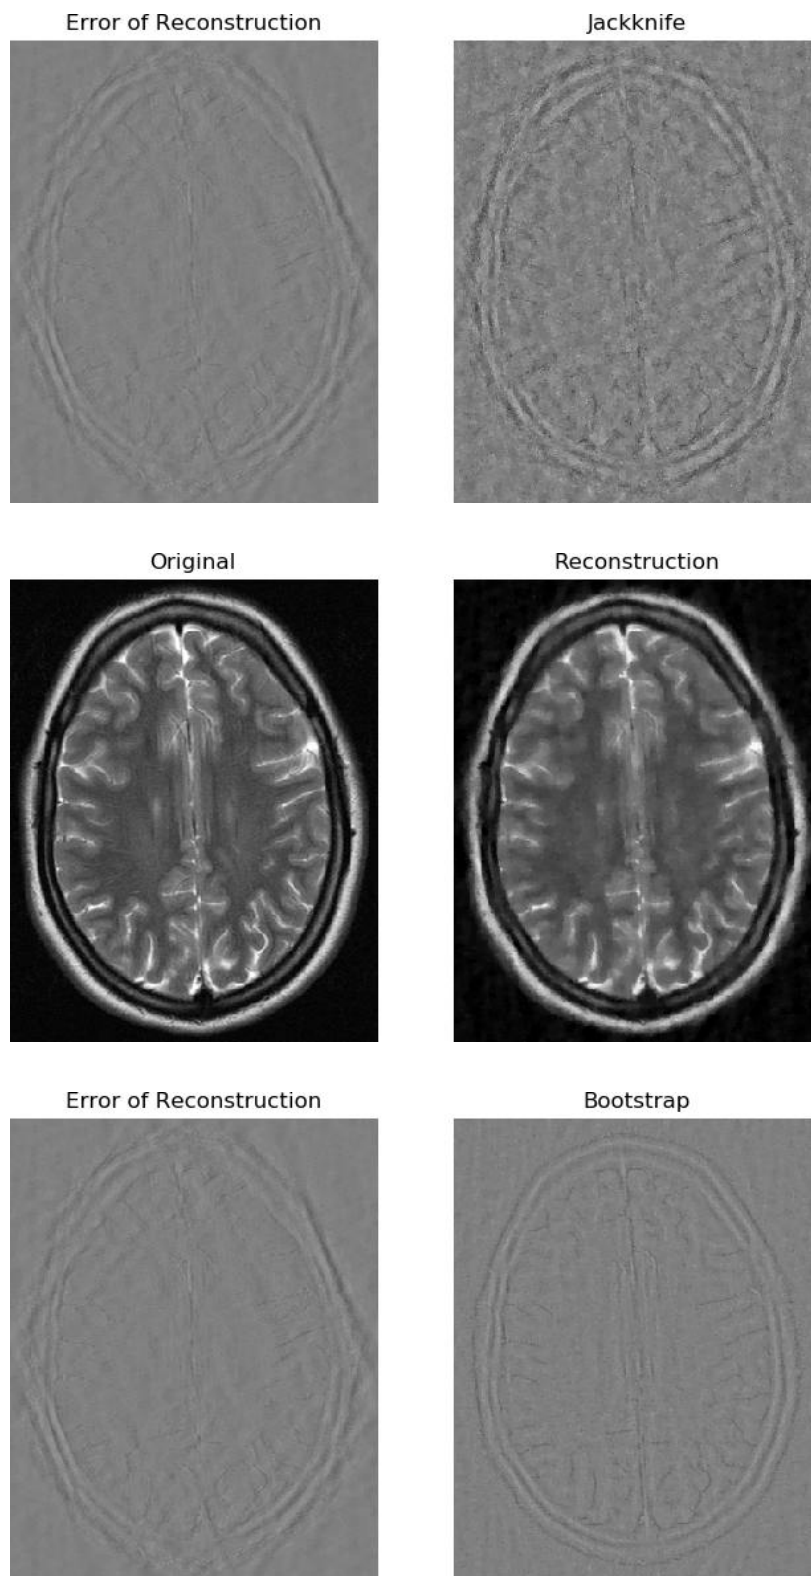 Error of Reconstruction
Jackknife
Original
Reconstruction
Error of Reconstruction
Bootstrap